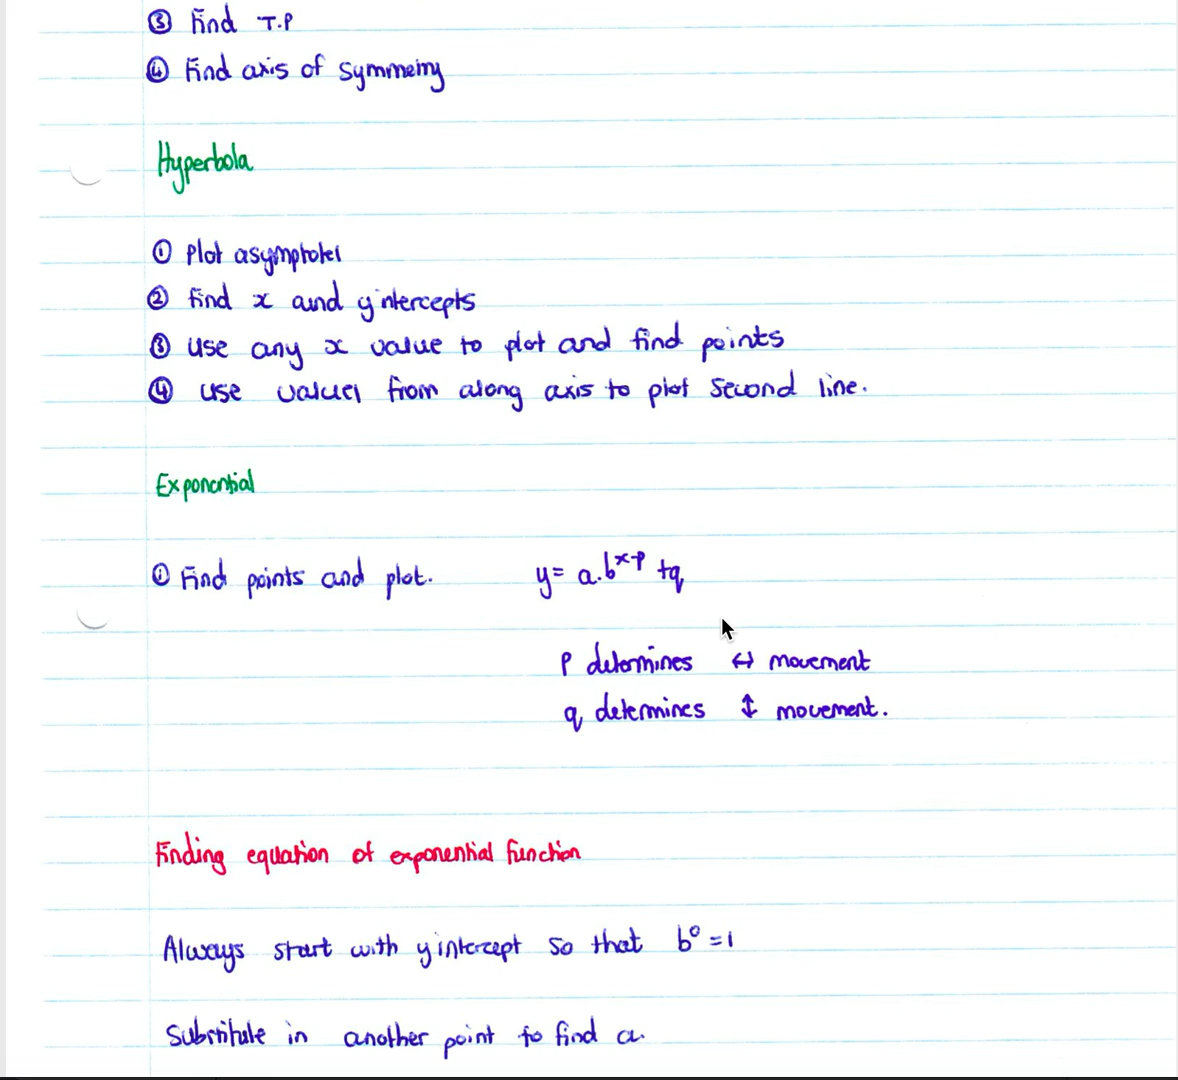 ③ Find T.P
④ Find axis of symmetry
Hyperbola
① Plot asymptotes
② find x and y intercepts
③ use any x value to plot and find points
④ use values from along axis to plot second line.
Exponential
① Find points and plot. y = a.b^{x+p} +q
p determines ↔ movement
q determines ↕ movement.
Finding equation of exponential function
Always start with y intercept so that b⁰ = 1
Substitute in another point to find a.